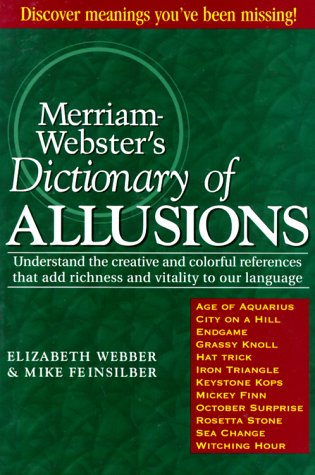 Discover meanings you've been missing!
Merriam-
Webster's
Dictionary of
ALLUSIONS
Understand the creative and colorful references
that add richness and vitality to our language
ELIZABETH WEBBER
& MIKE FEINSILBER
AGE OF AQUARIUS
CITY ON A HILL
ENDGAME
GRASSY KNOLL
HAT TRICK
IRON TRIANGLE
KEYSTONE KOPS
MICKEY FINN
OCTOBER SURPRISE
ROSETTA STONE
SEA CHANGE
WITCHING HOUR